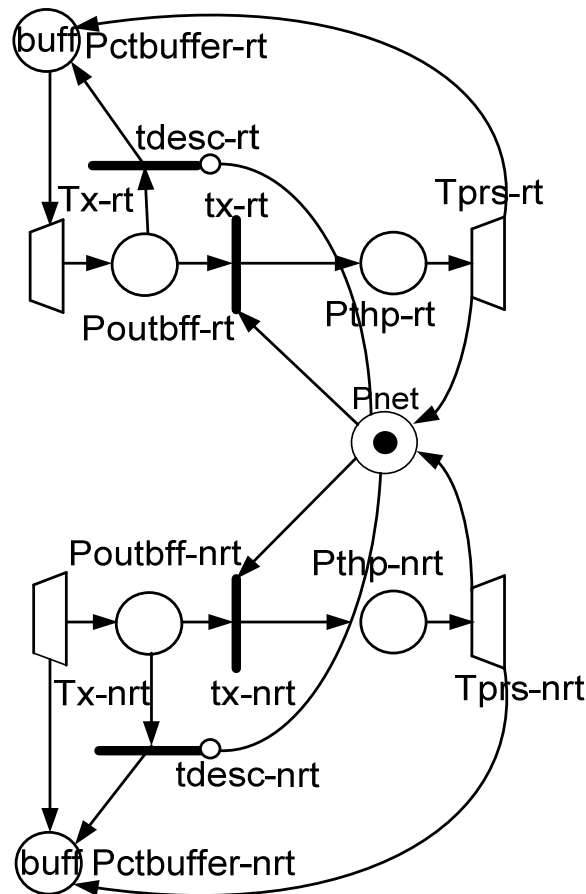 buff Pctbuffer-rt
tdesc-rt
Tx-rt
tx-rt
Tprs-rt
Poutbff-rt
Pthp-rt
Pnet
Poutbff-nrt
Pthp-nrt
Tx-nrt
tx-nrt
Tprs-nrt
tdesc-nrt
buff Pctbuffer-nrt